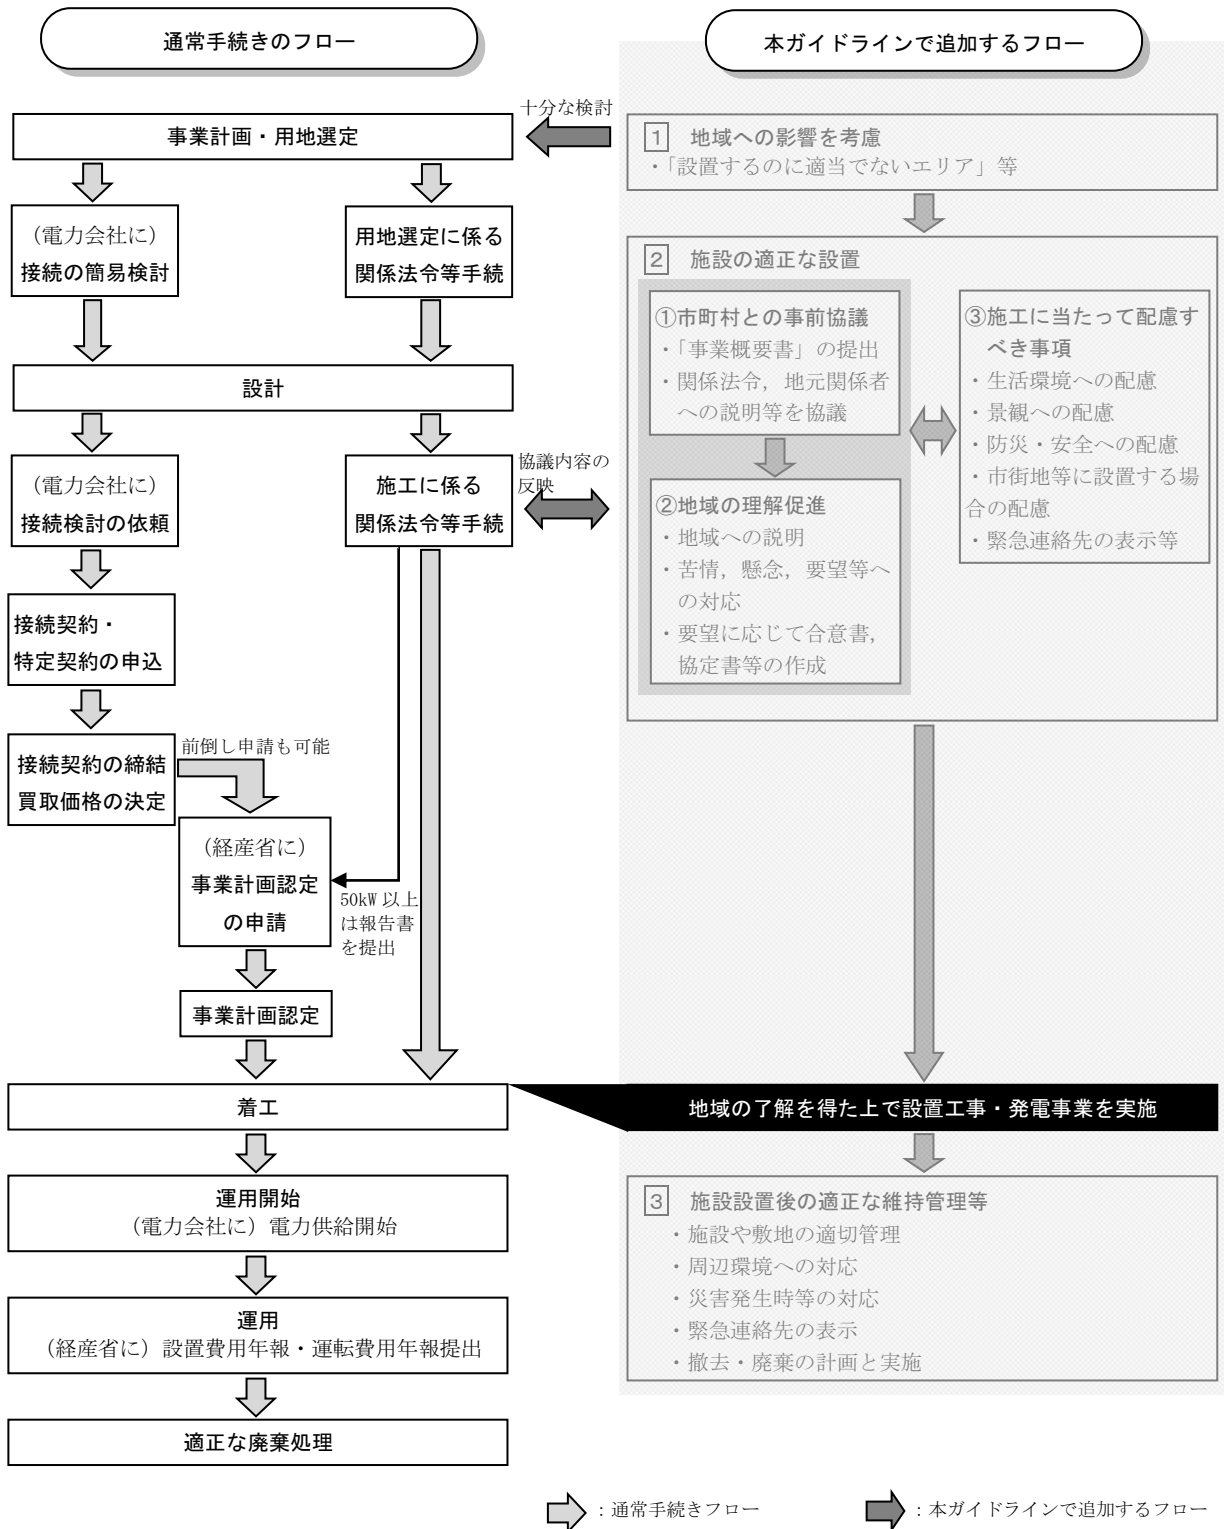 通常手続きのフロー
本ガイドラインで追加するフロー
十分な検討
事業計画・用地選定
(電力会社に)
接続の簡易検討
用地選定に係る
関係法令等手続
設計
(電力会社に)
接続検討の依頼
施工に係る
関係法令等手続
協議内容の
反映
接続契約・
特定契約の申込
接続契約の締結
買取価格の決定
前倒し申請も可能
(経産省に)
事業計画認定
の申請
50kW 以上
は報告書
を提出
事業計画認定
着工
運用開始
(電力会社に)電力供給開始
運用
(経産省に)設置費用年報・運転費用年報提出
適正な廃棄処理
1 地域への影響を考慮
・「設置するのに適当でないエリア」等
2 施設の適正な設置
①市町村との事前協議
・「事業概要書」の提出
・関係法令，地元関係者
への説明等を協議
②地域の理解促進
・地域への説明
・苦情，懸念，要望等へ
の対応
・要望に応じて合意書，
協定書等の作成
③施工に当たって配慮す
べき事項
・生活環境への配慮
・景観への配慮
・防災・安全への配慮
・市街地等に設置する場
合の配慮
・緊急連絡先の表示等
地域の了解を得た上で設置工事・発電事業を実施
3 施設設置後の適正な維持管理等
・施設や敷地の適切管理
・周辺環境への対応
・災害発生時等の対応
・緊急連絡先の表示
・撤去・廃棄の計画と実施
：通常手続きフロー
：本ガイドラインで追加するフロー